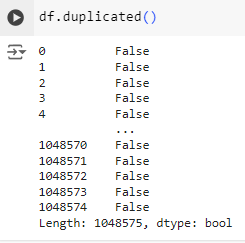 df.duplicated()
0 False
1 False
2 False
3 False
4 False
...
1048570 False
1048571 False
1048572 False
1048573 False
1048574 False
Length: 1048575, dtype: bool